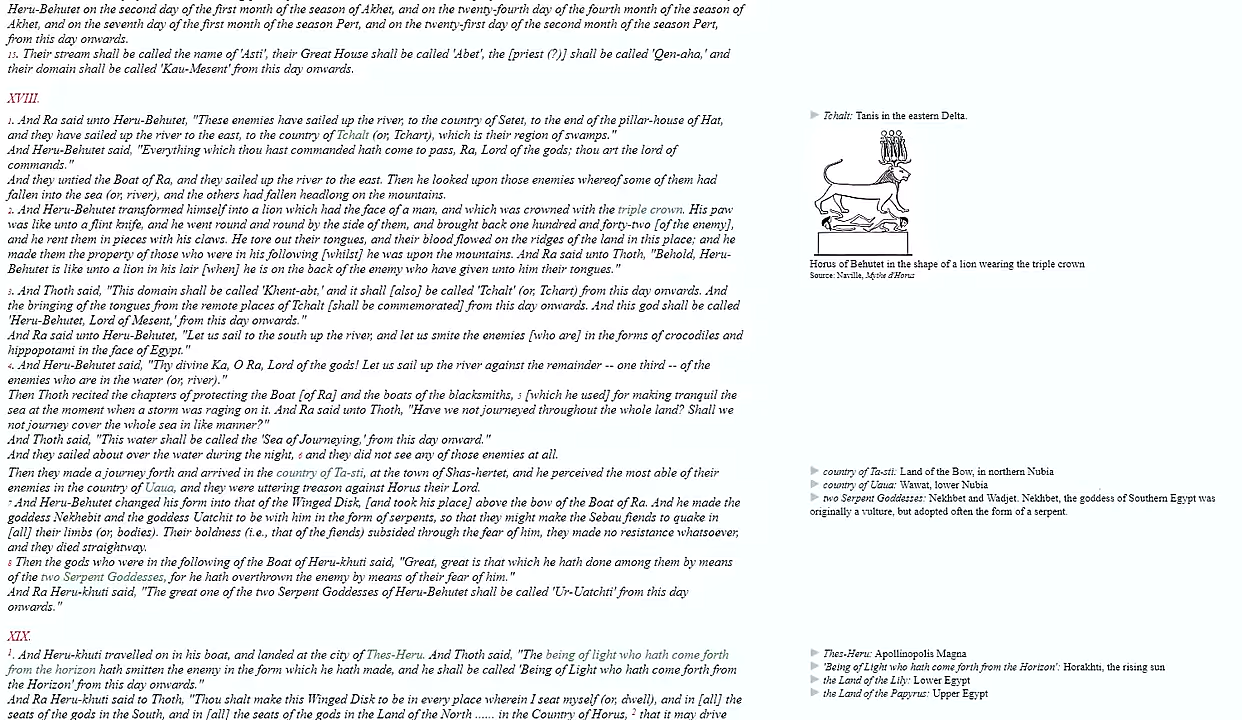 Heru-Behutet on the second day of the first month of the season of Akhet, and on the twenty-fourth day of the fourth month of the season of
Akhet, and on the seventh day of the season Pert, and on the twenty-first day of the second month of the season Pert,
from this day onwards.
15. Their stream shall be called the name of 'Asti', their Great House shall be called 'Abet', the [priest (?)] shall be called 'Qen-aha,' and
their domain shall be called 'Kau-Mesent' from this day onwards.
XVIII.
1. And Ra said unto Heru-Behutet, "These enemies have sailed up the river, to the country of Setet, to the end of the pillar-house of Hat,
and they have sailed up the river to the east, to the country of Tchalt (or, Tchart), which is their region of swamps."
And Heru-Behutet said, "Everything which thou hast commanded hath come to pass, Ra, Lord of the gods; thou art the lord of
commands."
And they untied the Boat of Ra, and they sailed up the river to the east. Then he looked upon those enemies whereof some of them had
fallen into the sea (or, river), and the others had fallen headlong on the mountains.
2. And Heru-Behutet transformed himself into a lion which had the face of a man, and which was crowned with the triple crown. His paw
was like unto a flint knife, and he went round and round by the side of them, and brought back one hundred and forty-two [of the enemy],
and he rent them in pieces with his claws. He tore out their tongues, and their blood flowed on the ridges of the land in this place; and he
made them the property of those who were in his following [whilst] he was upon the mountains. And Ra said unto Thoth, "Behold, Heru-
Behutet is like unto a lion in his lair [when] he is on the back of the enemy who have given unto him their tongues."
3. And Thoth said, "This domain shall be called 'Khent-abt,' and it shall [also] be called 'Tchalt' (or, Tchart) from this day onwards. And
the bringing of the tongues from the remote places of Tchalt [shall be commemorated] from this day onwards. And this god shall be called
'Heru-Behutet, Lord of Mesent,' from this day onwards."
And Ra said unto Heru-Behutet, "Let us sail to the south up the river, and let us smite the enemies [who are] in the forms of crocodiles and
hippopotami in the face of Egypt."
4. And Heru-Behutet said, "Thy divine Ka, O Ra, Lord of the gods! Let us sail up the river against the remainder -- one third -- of the
enemies who are in the water (or, river)."
Then Thoth recited the chapters of protecting the Boat [of Ra] and the boats of the blacksmiths, 5 [which he used] for making tranquil the
sea at the moment when a storm was raging on it. And Ra said unto Thoth, "Have we not journeyed throughout the whole land? Shall we
not journey cover the whole sea in like manner?"
And Thoth said, "This water shall be called the 'Sea of Journeying,' from this day onward."
And they sailed about over the water during the night, 6 and they did not see any of those enemies at all.
Then they made a journey forth and arrived in the country of Ta-sti, at the town of Shas-hertet, and he perceived the most able of their
enemies in the country of Uaua, and they were uttering treason against Horus their Lord.
7 And Heru-Behutet changed his form into that of the Winged Disk, [and took his place] above the bow of the Boat of Ra. And he made the
goddess Nekhebit and the goddess Uatchit to be with him in the form of serpents, so that they might make the Sebau fiends to quake in
[all] their limbs (or, bodies). Their boldness (i.e., that of the fiends) subsided through the fear of him, they made no resistance whatsoever,
and they died straightway.
8 Then the gods who were in the following of the Boat of Heru-khuti said, "Great, great is that which he hath done among them by means
of the two Serpent Goddesses, for he hath overthrown the enemy by means of their fear of him."
And Ra Heru-khuti said, "The great one of the two Serpent Goddesses of Heru-Behutet shall be called 'Ur-Uatchti' from this day
onwards."
XIX.
1. And Heru-khuti travelled on in his boat, and landed at the city of Thes-Heru. And Thoth said, "The being of light who hath come forth
from the horizon hath smitten the enemy in the form which he hath made, and he shall be called 'Being of Light who hath come forth from
the Horizon' from this day onwards."
And Ra Heru-khuti said to Thoth, "Thou shalt make this Winged Disk to be in every place wherein I seat myself (or, dwell), and in [all] the
seats of the gods in the South, and in [all] the seats of the gods in the Land of the North ...... in the Country of Horus, 2 that it may drive
Tchalt: Tanis in the eastern Delta.
Horus of Behutet in the shape of a lion wearing the triple crown
Source: Naville, Mythe d'Horus
country of Ta-sti: Land of the Bow, in northern Nubia
country of Uaua: Wawat, lower Nubia
two Serpent Goddesses: Nekhbet and Wadjet. Nekhbet, the goddess of Southern Egypt was
originally a vulture, but adopted often the form of a serpent.
Thes-Heru: Apollinopolis Magna
'Being of Light who hath come forth from the Horizon': Horakhti, the rising sun
the Land of the Lily: Lower Egypt
the Land of the Papyrus: Upper Egypt